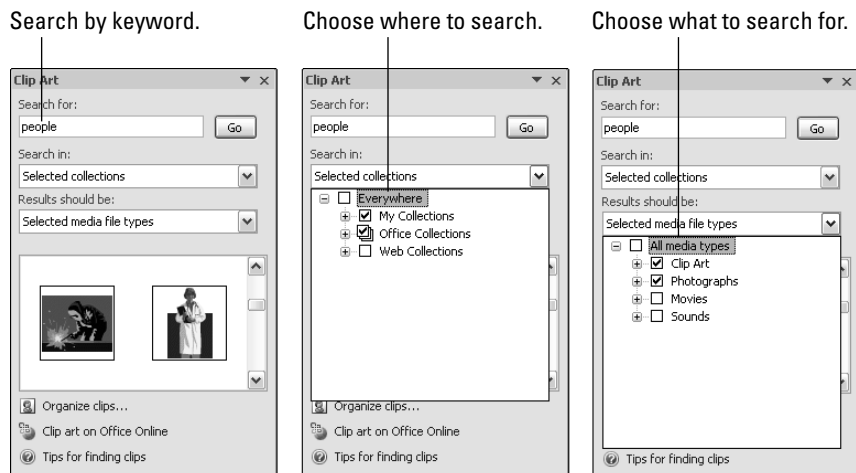 Search by keyword.
Choose where to search.
Choose what to search for.
Clip Art
Search for:
people
Go
Search in:
Selected collections
Results should be:
Selected media file types
Organize clips...
Clip art on Office Online
Tips for finding clips
Clip Art
Search for:
people
Go
Search in:
Selected collections
Everywhere
My Collections
Office Collections
Web Collections
Organize clips...
Clip art on Office Online
Tips for finding clips
Clip Art
Search for:
people
Go
Search in:
Selected collections
Results should be:
Selected media file types
All media types
Clip Art
Photographs
Movies
Sounds
Tips for finding clips